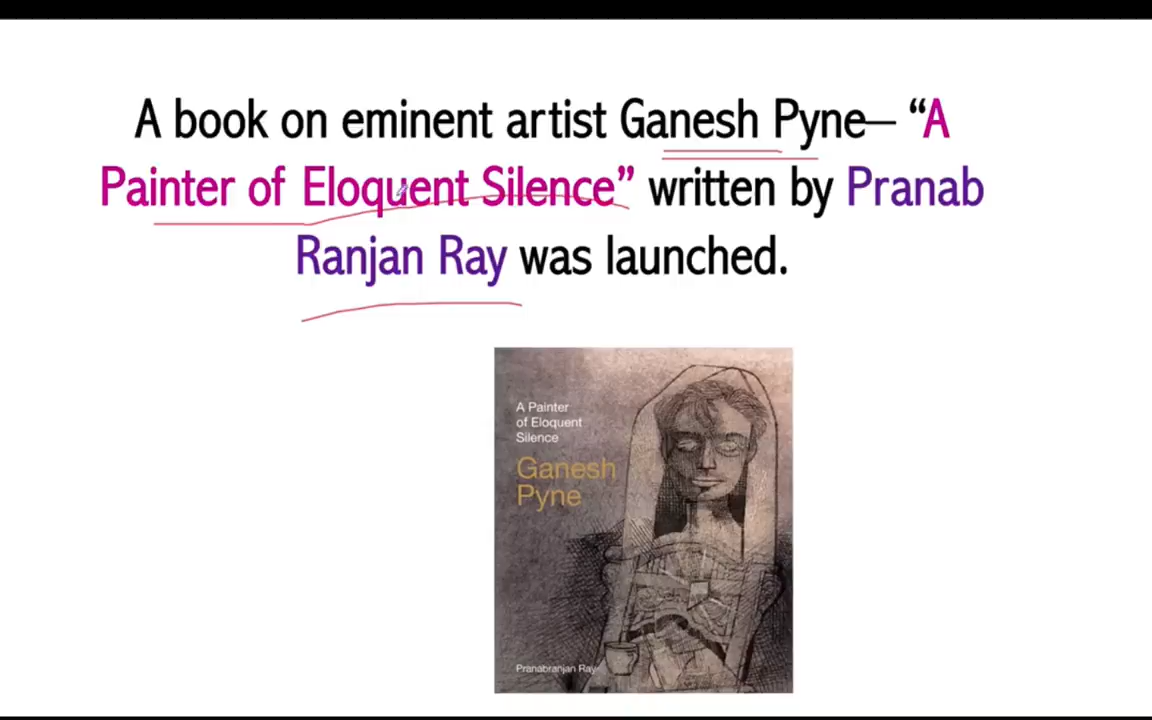 A book on eminent artist Ganesh Pyne– “A
Painter of Eloquent Silence” written by Pranab
Ranjan Ray was launched.
A Painter
of Eloquent
Silence
Ganesh
Pyne
Pranabranjan Ray